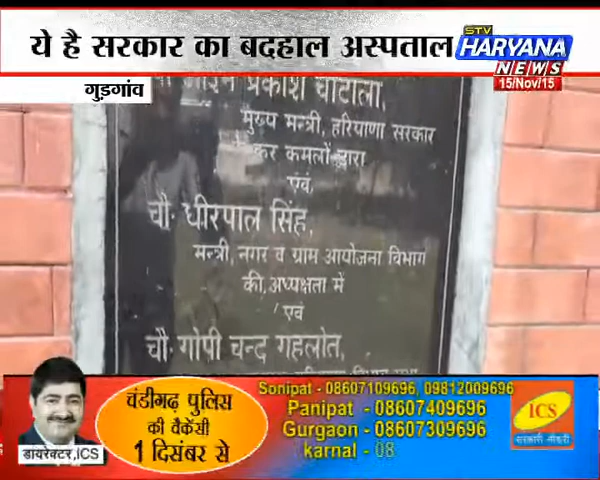 ये है सरकार का बदहाल अस्पताल
STV
HARYANA
NEWS
15/Nov/15
गुड़गांव
प्रकाश चौटाला,
मुख्य मन्त्री, हरियाणा सरकार
कर कमलों द्वारा
एवं
चौ. धीरपाल सिंह,
मन्त्री, नगर व ग्राम आयोजना विभाग
की अध्यक्षता में
एवं
चौ. गोपी चन्द गहलोत,
डायरेक्टर, ICS
चंडीगढ़ पुलिस
की वैकेंसी
1 दिसंबर से
Sonipat - 08607109696, 09812009696
Panipat - 08607409696
Gurgaon - 08607309696
karnal - 08
ICS
सरकारी नौकरी